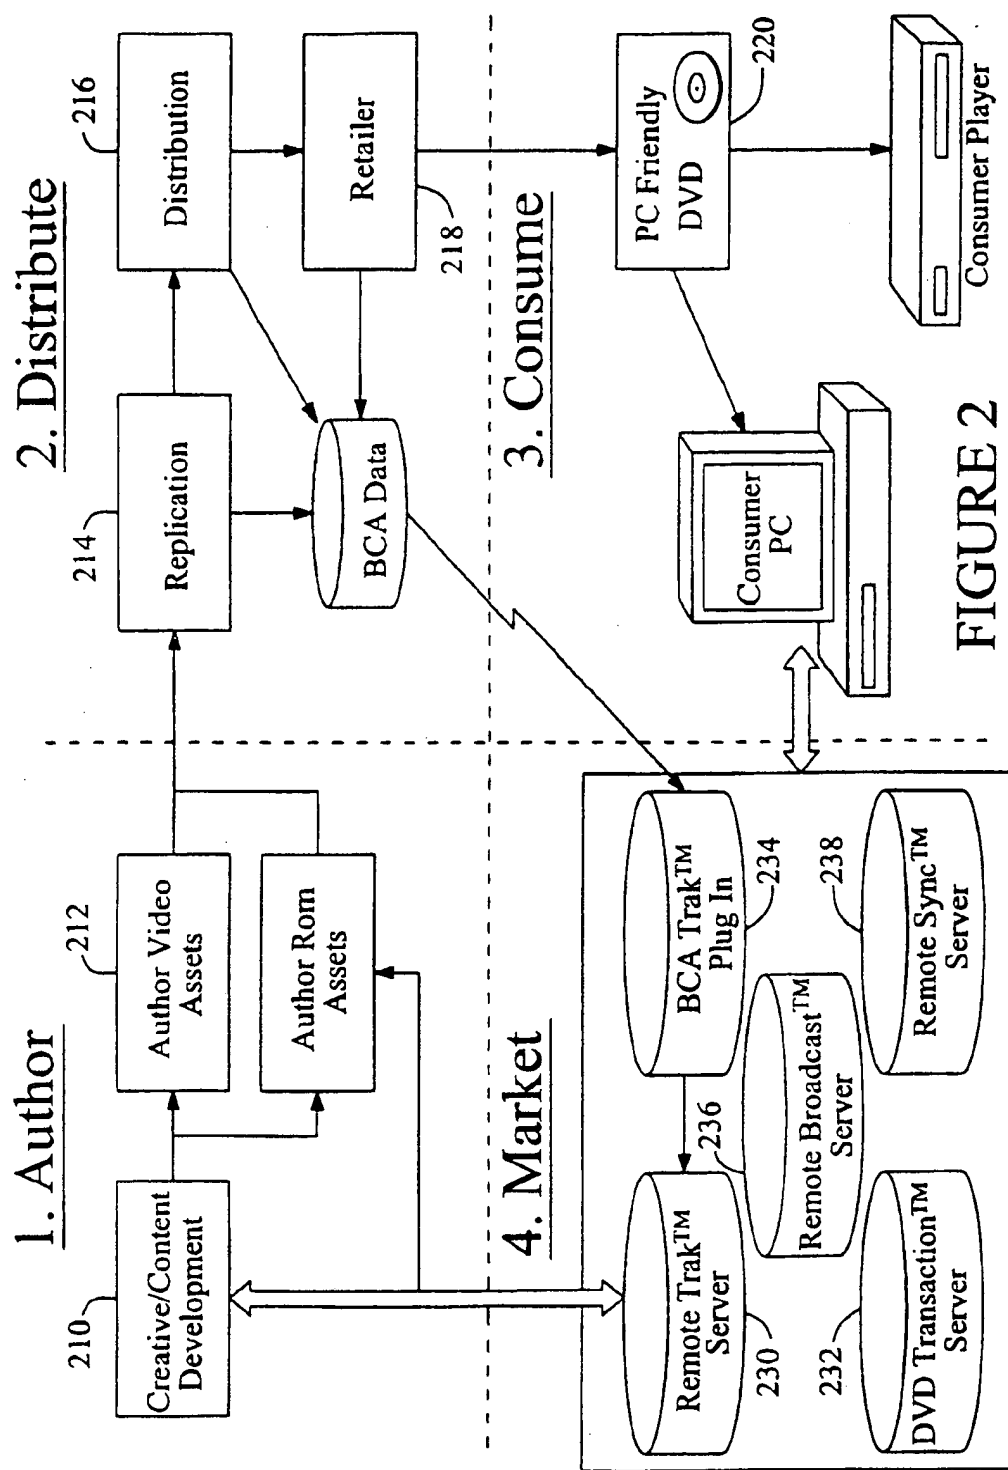 1. Author
210
Creative/Content
Development
212
Author Video
Assets
Author Rom
Assets
2. Distribute
214
Replication
216
Distribution
BCA Data
Retailer
218
4. Market
Remote Trak™
Server
230
BCA Trak™
Plug In
234
236
Remote Broadcast™
Server
232
DVD Transaction™
Server
238
Remote Sync™
Server
3. Consume
PC Friendly
DVD
220
Consumer
PC
Consumer Player
FIGURE 2